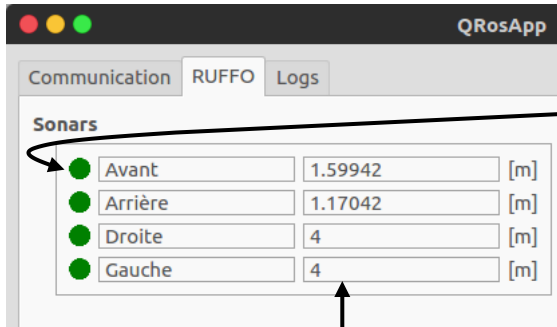 QRosApp
Communication RUFFO Logs
Sonars
Avant 1.59942 [m]
Arrière 1.17042 [m]
Droite 4 [m]
Gauche 4 [m]